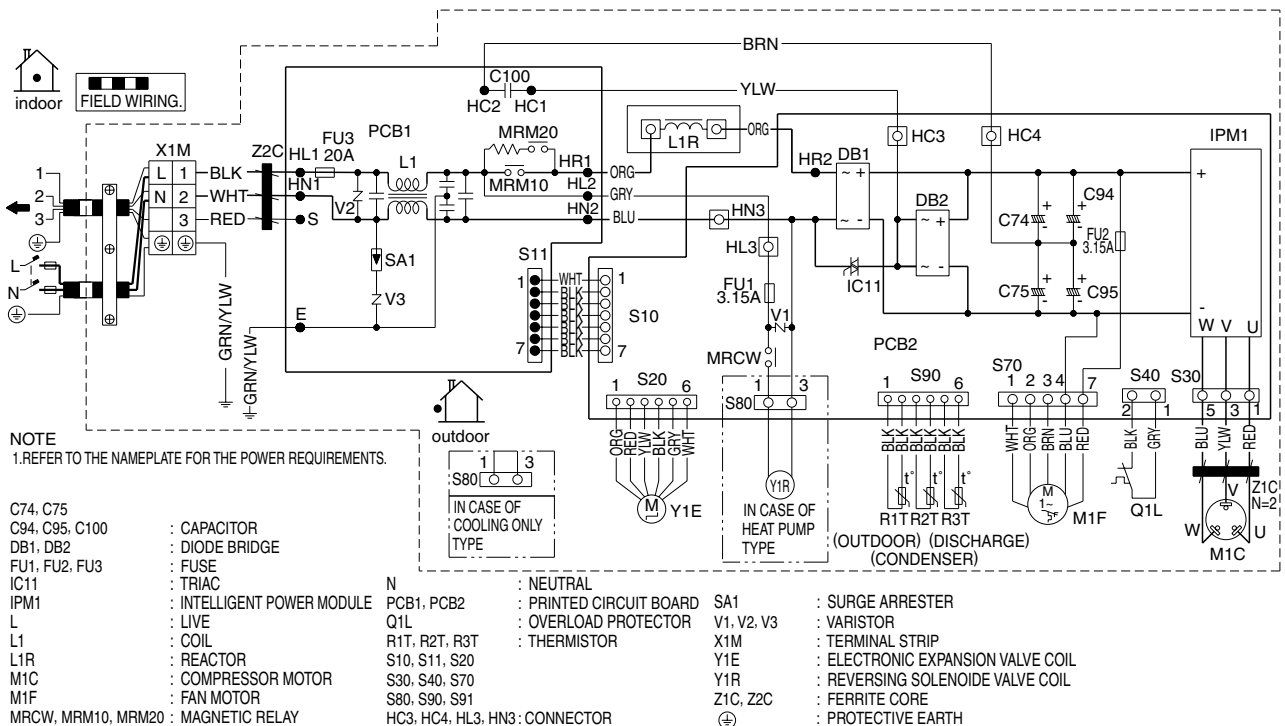 BRN
C100
HC2 HC1
YLW
indoor
FIELD WIRING.
PCB1
FU3
20A
MRM20
L1R
ORG
HC3
HC4
IPM1
X1M
Z2C
HL1
L1
HR1
HR2
DB1
1
L 1
BLK
ORG
MRM10
HL2
GRY
+
~ +
2
N 2
WHT
HN1
V2
HN2
BLU
HN3
DB2
C74
C94
3
3
RED
S
~ +
~ -
+
-
FU2
3.15A
HL3
~ -
L
SA1
S11
FU1
3.15A
IC11
C75
C95
N
V3
1
WHT
1
BLK
BLK
BLK
BLK
BLK
BLK
S10
V1
-
W V U
GRN/YLW
GRN/YLW
E
7
7
MRCW
PCB2
S20
1 6
S80
1 3
S90
1 6
S70
1 2 3 4 7
S40
2 1
S30
5 3 1
outdoor
ORG
RED
YLW
BLK
GRY
WHT
BLK
BLK
BLK
BLK
BLK
BLK
WHT
ORG
BRN
BLU
RED
BLK
GRY
BLU
YLW
RED
NOTE
1.REFER TO THE NAMEPLATE FOR THE POWER REQUIREMENTS.
1 3
S80
IN CASE OF
COOLING ONLY
TYPE
M
Y1E
Y1R
IN CASE OF
HEAT PUMP
TYPE
t° t° t°
R1T R2T R3T
(OUTDOOR) (DISCHARGE)
(CONDENSER)
M
1~
M1F
Q1L
Z1C
N=2
V
W U
M1C
C74, C75
C94, C95, C100 : CAPACITOR
DB1, DB2 : DIODE BRIDGE
FU1, FU2, FU3 : FUSE
IC11 : TRIAC
IPM1 : INTELLIGENT POWER MODULE
L : LIVE
L1 : COIL
L1R : REACTOR
M1C : COMPRESSOR MOTOR
M1F : FAN MOTOR
MRCW, MRM10, MRM20 : MAGNETIC RELAY
N : NEUTRAL
PCB1, PCB2 : PRINTED CIRCUIT BOARD
Q1L : OVERLOAD PROTECTOR
R1T, R2T, R3T : THERMISTOR
S10, S11, S20
S30, S40, S70
S80, S90, S91
HC3, HC4, HL3, HN3 : CONNECTOR
SA1 : SURGE ARRESTER
V1, V2, V3 : VARISTOR
X1M : TERMINAL STRIP
Y1E : ELECTRONIC EXPANSION VALVE COIL
Y1R : REVERSING SOLENOIDE VALVE COIL
Z1C, Z2C : FERRITE CORE
: PROTECTIVE EARTH